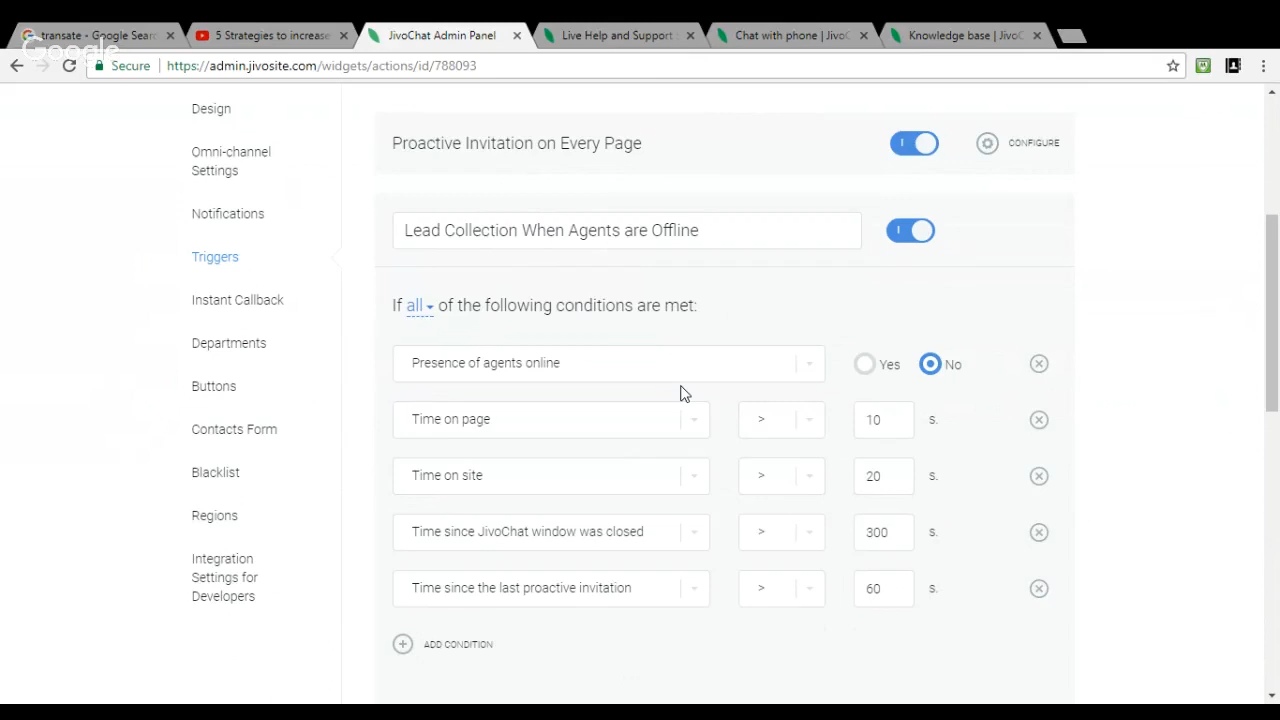 transate - Google Sear
5 Strategies to increase
JivoChat Admin Panel
Live Help and Support
Chat with phone | JivoC
Knowledge base | JivoC
Google
Secure
https://admin.jivosite.com/widgets/actions/id/788093
Design
Omni-channel
Settings
Notifications
Triggers
Instant Callback
Departments
Buttons
Contacts Form
Blacklist
Regions
Integration
Settings for
Developers
Proactive Invitation on Every Page
CONFIGURE
Lead Collection When Agents are Offline
If all of the following conditions are met:
Presence of agents online Yes No
Time on page > 10 s.
Time on site > 20 s.
Time since JivoChat window was closed > 300 s.
Time since the last proactive invitation > 60 s.
ADD CONDITION